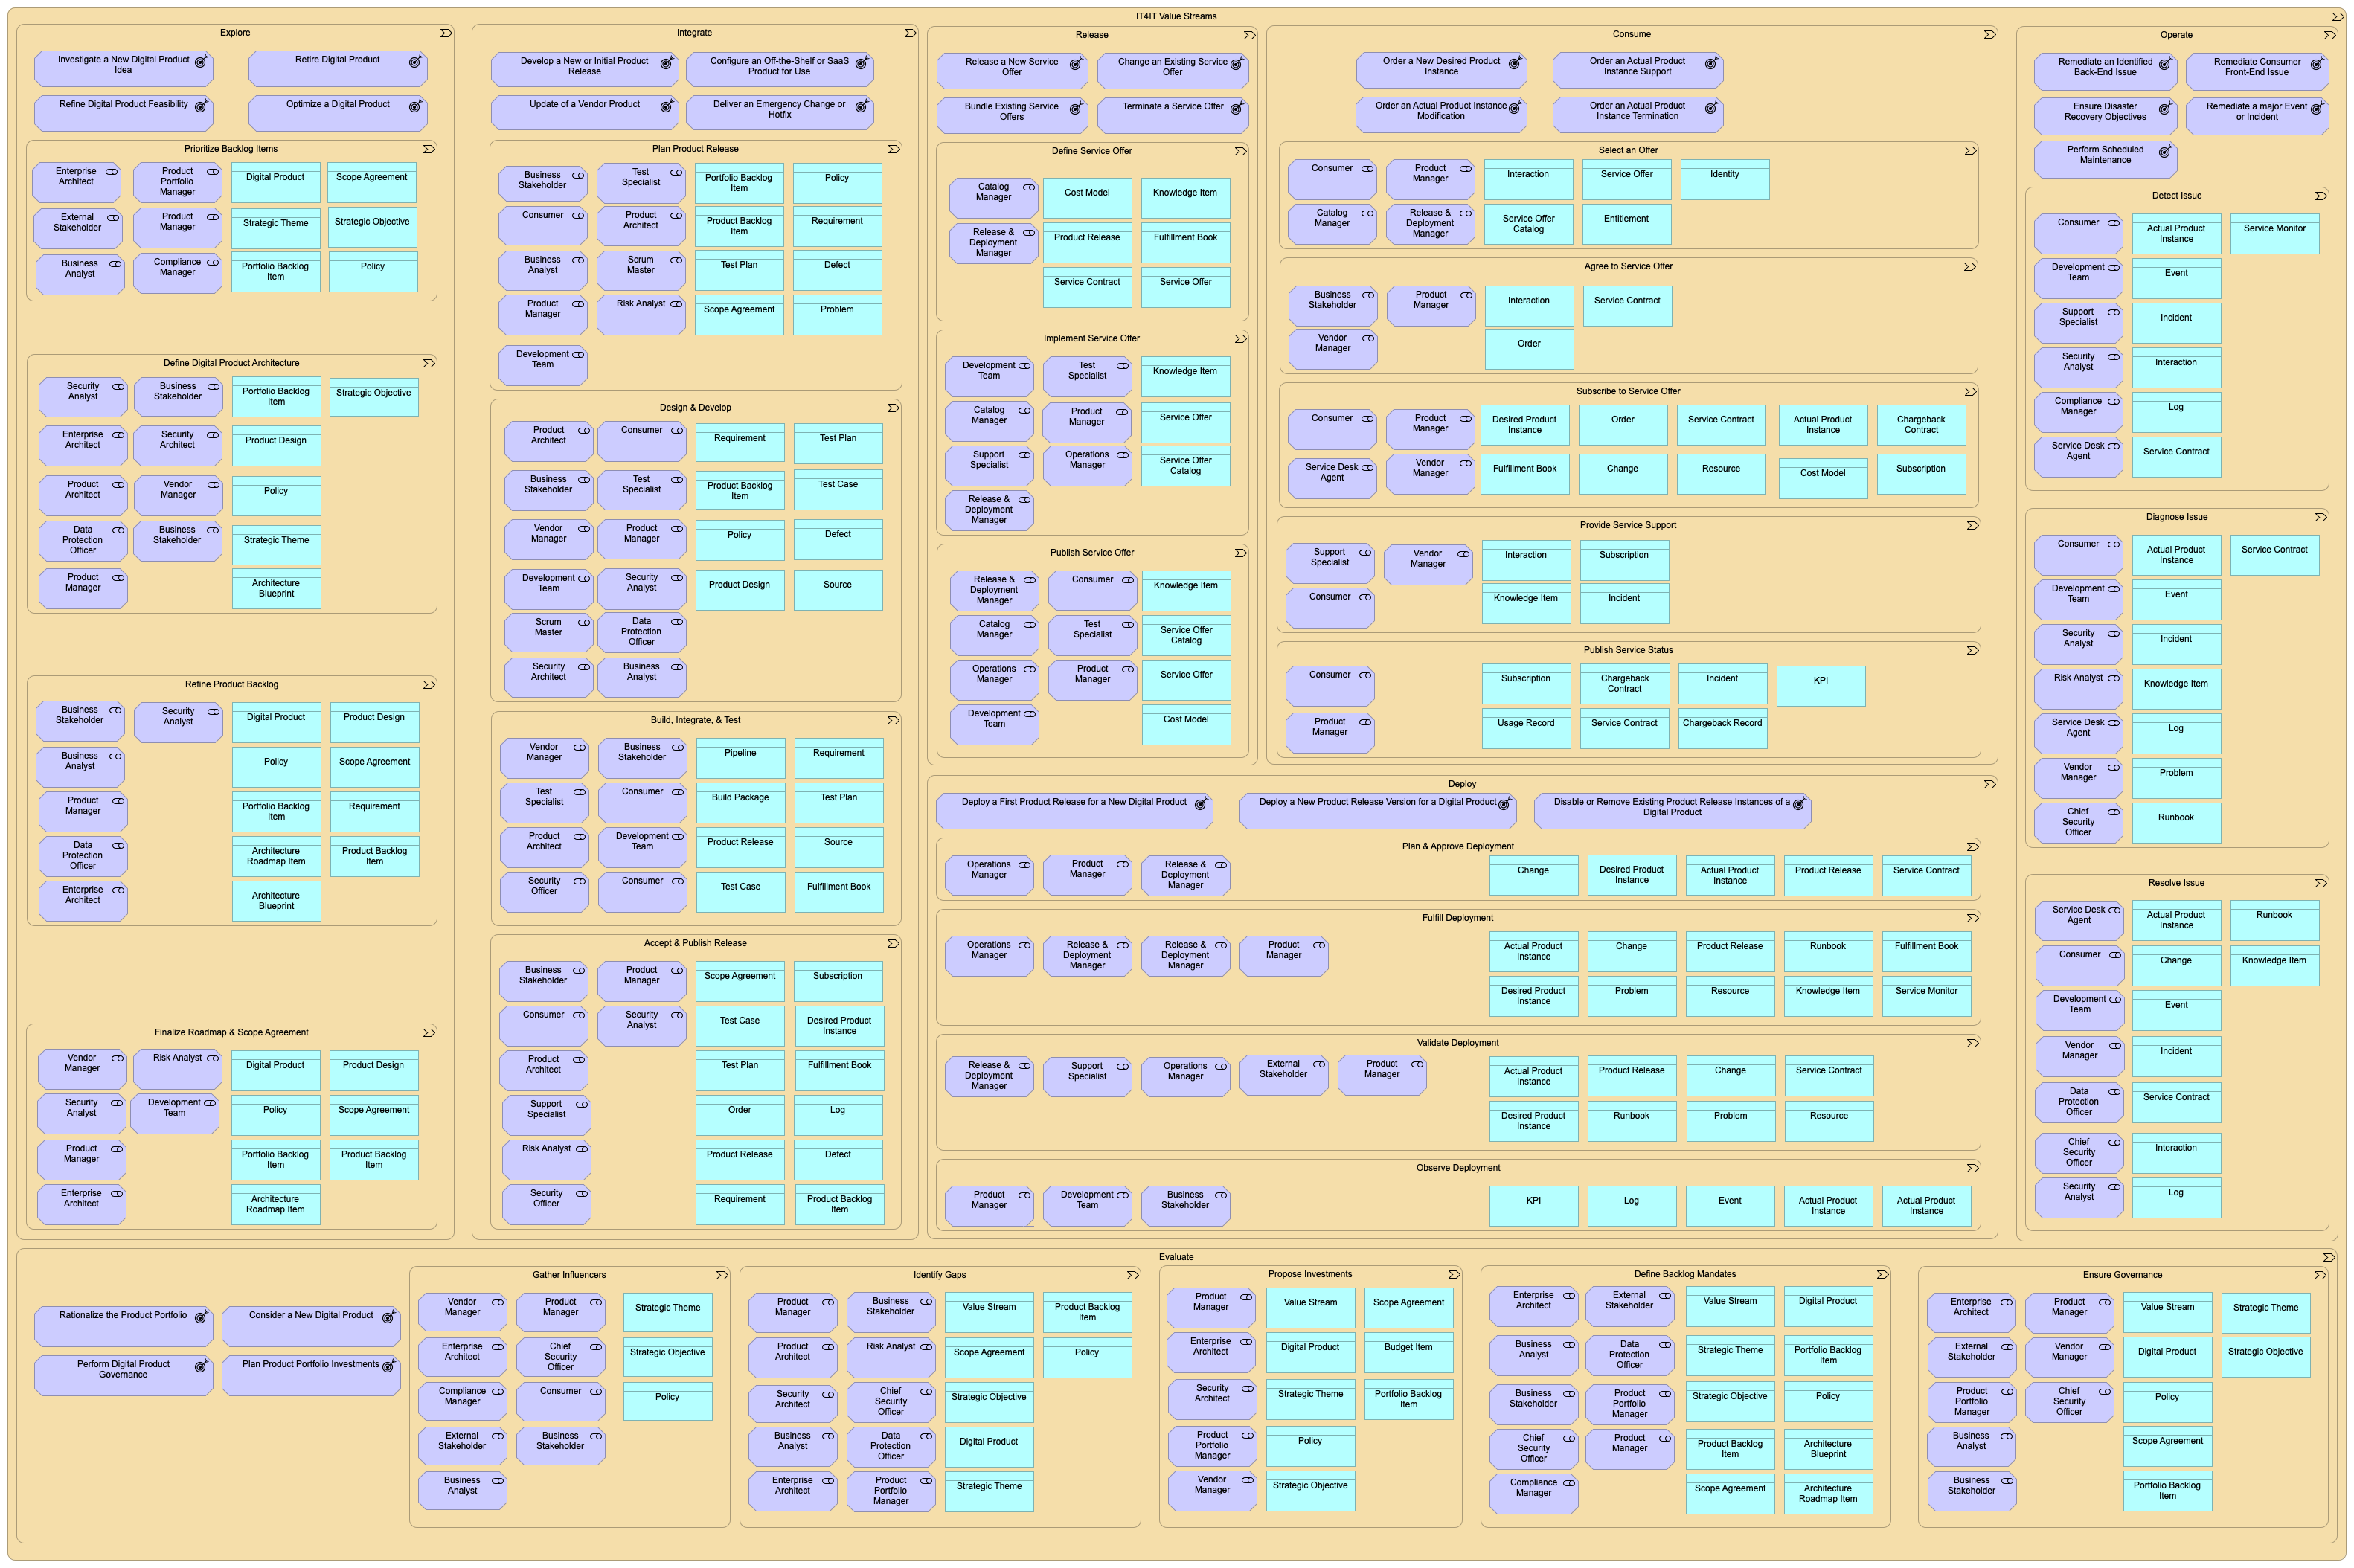 IT4IT Value Streams
Explore
Investigate a New Digital Product
Idea
Retire Digital Product
Refine Digital Product Feasibility
Optimize a Digital Product
Prioritize Backlog Items
Enterprise
Architect
Product
Portfolio
Manager
Digital Product
Scope Agreement
External
Stakeholder
Product
Manager
Strategic Theme
Strategic Objective
Business
Analyst
Compliance
Manager
Portfolio Backlog
Item
Policy
Define Digital Product Architecture
Security
Analyst
Business
Stakeholder
Portfolio Backlog
Item
Strategic Objective
Enterprise
Architect
Security
Architect
Product Design
Product
Architect
Vendor
Manager
Policy
Data
Protection
Officer
Business
Stakeholder
Strategic Theme
Product
Manager
Architecture
Blueprint
Refine Product Backlog
Business
Stakeholder
Security
Analyst
Digital Product
Product Design
Business
Analyst
Policy
Scope Agreement
Product
Manager
Portfolio Backlog
Item
Requirement
Data
Protection
Officer
Architecture
Roadmap Item
Product Backlog
Item
Enterprise
Architect
Architecture
Blueprint
Finalize Roadmap & Scope Agreement
Vendor
Manager
Risk Analyst
Digital Product
Product Design
Security
Analyst
Development
Team
Policy
Scope Agreement
Product
Manager
Portfolio Backlog
Item
Product Backlog
Item
Enterprise
Architect
Architecture
Roadmap Item
Integrate
Develop a New or Initial Product
Release
Configure an Off-the-Shelf or SaaS
Product for Use
Update of a Vendor Product
Deliver an Emergency Change or
Hotfix
Plan Product Release
Business
Stakeholder
Test
Specialist
Portfolio Backlog
Item
Policy
Consumer
Product
Architect
Product Backlog
Item
Requirement
Business
Analyst
Scrum
Master
Test Plan
Defect
Product
Manager
Risk Analyst
Scope Agreement
Problem
Development
Team
Design & Develop
Product
Architect
Consumer
Requirement
Test Plan
Business
Stakeholder
Test
Specialist
Product Backlog
Item
Test Case
Vendor
Manager
Product
Manager
Policy
Defect
Development
Team
Security
Analyst
Product Design
Source
Scrum
Master
Data
Protection
Officer
Security
Architect
Business
Analyst
Build, Integrate, & Test
Vendor
Manager
Business
Stakeholder
Pipeline
Requirement
Test
Specialist
Consumer
Build Package
Test Plan
Product
Architect
Development
Team
Product Release
Source
Security
Officer
Consumer
Test Case
Fulfillment Book
Accept & Publish Release
Business
Stakeholder
Product
Manager
Scope Agreement
Subscription
Consumer
Security
Analyst
Test Case
Desired Product
Instance
Product
Architect
Test Plan
Fulfillment Book
Support
Specialist
Order
Log
Risk Analyst
Product Release
Defect
Security
Officer
Requirement
Product Backlog
Item
Release
Release a New Service
Offer
Change an Existing Service
Offer
Bundle Existing Service
Offers
Terminate a Service Offer
Define Service Offer
Catalog
Manager
Cost Model
Knowledge Item
Release &
Deployment
Manager
Product Release
Fulfillment Book
Service Contract
Service Offer
Implement Service Offer
Development
Team
Test
Specialist
Knowledge Item
Catalog
Manager
Product
Manager
Service Offer
Support
Specialist
Operations
Manager
Service Offer
Catalog
Release &
Deployment
Manager
Publish Service Offer
Release &
Deployment
Manager
Consumer
Knowledge Item
Catalog
Manager
Test
Specialist
Service Offer
Catalog
Operations
Manager
Product
Manager
Service Offer
Development
Team
Cost Model
Consume
Order a New Desired Product
Instance
Order an Actual Product
Instance Support
Order an Actual Product Instance
Modification
Order an Actual Product
Instance Termination
Select an Offer
Consumer
Product
Manager
Interaction
Service Offer
Identity
Catalog
Manager
Release &
Deployment
Manager
Service Offer
Catalog
Entitlement
Agree to Service Offer
Business
Stakeholder
Product
Manager
Interaction
Service Contract
Vendor
Manager
Order
Subscribe to Service Offer
Consumer
Product
Manager
Desired Product
Instance
Order
Service Contract
Actual Product
Instance
Chargeback
Contract
Service Desk
Agent
Vendor
Manager
Fulfillment Book
Change
Resource
Cost Model
Subscription
Provide Service Support
Support
Specialist
Vendor
Manager
Interaction
Subscription
Consumer
Knowledge Item
Incident
Publish Service Status
Consumer
Subscription
Chargeback
Contract
Incident
KPI
Product
Manager
Usage Record
Service Contract
Chargeback Record
Deploy
Deploy a First Product Release for a New Digital Product
Deploy a New Product Release Version for a Digital Product
Disable or Remove Existing Product Release Instances of a
Digital Product
Plan & Approve Deployment
Operations
Manager
Product
Manager
Release &
Deployment
Manager
Change
Desired Product
Instance
Actual Product
Instance
Product Release
Service Contract
Fulfill Deployment
Operations
Manager
Release &
Deployment
Manager
Release &
Deployment
Manager
Product
Manager
Actual Product
Instance
Change
Product Release
Runbook
Fulfillment Book
Desired Product
Instance
Problem
Resource
Knowledge Item
Service Monitor
Validate Deployment
Release &
Deployment
Manager
Support
Specialist
Operations
Manager
External
Stakeholder
Product
Manager
Actual Product
Instance
Product Release
Change
Service Contract
Desired Product
Instance
Runbook
Problem
Resource
Observe Deployment
Product
Manager
Development
Team
Business
Stakeholder
KPI
Log
Event
Actual Product
Instance
Actual Product
Instance
Operate
Remediate an Identified
Back-End Issue
Remediate Consumer
Front-End Issue
Ensure Disaster
Recovery Objectives
Remediate a major Event
or Incident
Perform Scheduled
Maintenance
Detect Issue
Consumer
Actual Product
Instance
Service Monitor
Development
Team
Event
Support
Specialist
Incident
Security
Analyst
Interaction
Compliance
Manager
Log
Service Desk
Agent
Service Contract
Diagnose Issue
Consumer
Actual Product
Instance
Service Contract
Development
Team
Event
Security
Analyst
Incident
Risk Analyst
Knowledge Item
Service Desk
Agent
Log
Vendor
Manager
Problem
Chief
Security
Officer
Runbook
Resolve Issue
Service Desk
Agent
Actual Product
Instance
Runbook
Consumer
Change
Knowledge Item
Development
Team
Event
Vendor
Manager
Incident
Data
Protection
Officer
Service Contract
Chief
Security
Officer
Interaction
Security
Analyst
Log
Evaluate
Rationalize the Product Portfolio
Consider a New Digital Product
Perform Digital Product
Governance
Plan Product Portfolio Investments
Gather Influencers
Vendor
Manager
Product
Manager
Strategic Theme
Enterprise
Architect
Chief
Security
Officer
Strategic Objective
Compliance
Manager
Consumer
Policy
External
Stakeholder
Business
Stakeholder
Business
Analyst
Identify Gaps
Product
Manager
Business
Stakeholder
Value Stream
Product Backlog
Item
Product
Architect
Risk Analyst
Scope Agreement
Policy
Security
Architect
Chief
Security
Officer
Strategic Objective
Business
Analyst
Data
Protection
Officer
Digital Product
Enterprise
Architect
Product
Portfolio
Manager
Strategic Theme
Propose Investments
Product
Manager
Value Stream
Scope Agreement
Enterprise
Architect
Digital Product
Budget Item
Security
Architect
Strategic Theme
Portfolio Backlog
Item
Product
Portfolio
Manager
Policy
Vendor
Manager
Strategic Objective
Define Backlog Mandates
Enterprise
Architect
External
Stakeholder
Value Stream
Digital Product
Business
Analyst
Data
Protection
Officer
Strategic Theme
Portfolio Backlog
Item
Business
Stakeholder
Product
Portfolio
Manager
Strategic Objective
Policy
Chief
Security
Officer
Product
Manager
Product Backlog
Item
Architecture
Blueprint
Compliance
Manager
Scope Agreement
Architecture
Roadmap Item
Ensure Governance
Enterprise
Architect
Product
Manager
Value Stream
Strategic Theme
External
Stakeholder
Vendor
Manager
Digital Product
Strategic Objective
Product
Portfolio
Manager
Chief
Security
Officer
Policy
Business
Analyst
Scope Agreement
Business
Stakeholder
Portfolio Backlog
Item